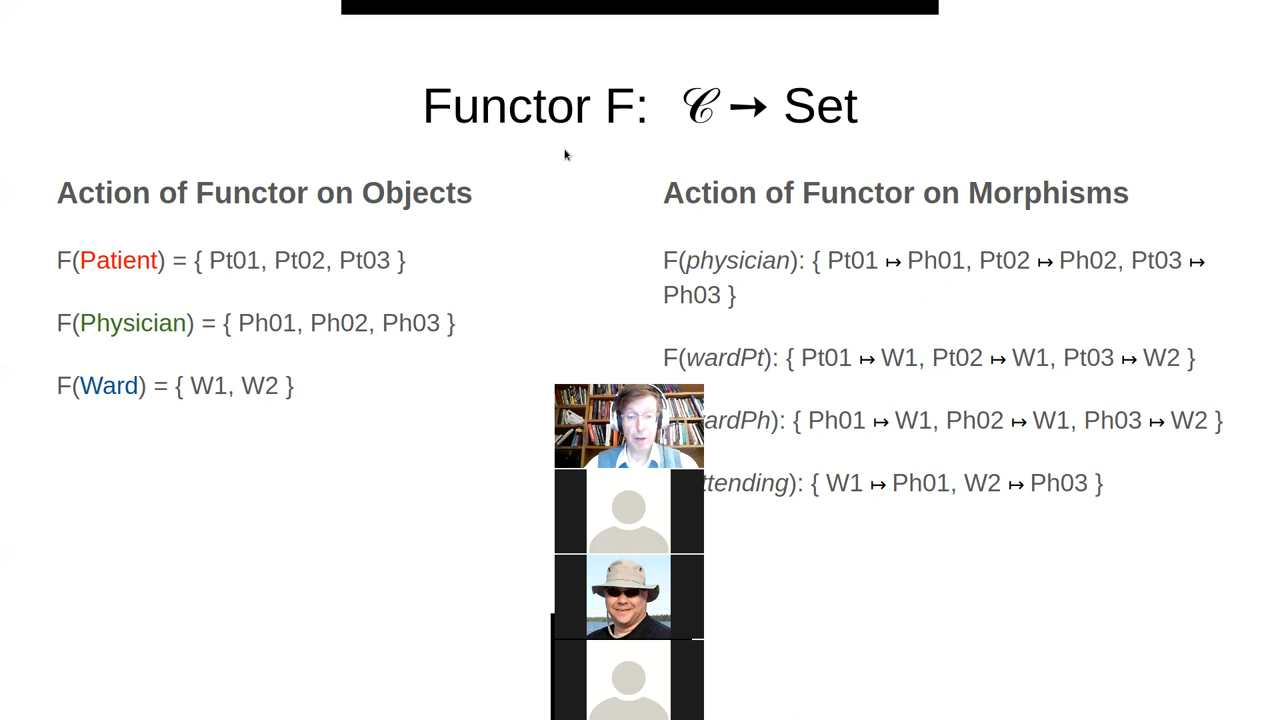 Functor F: 𝒞 → Set
Action of Functor on Objects
F(Patient) = { Pt01, Pt02, Pt03 }
F(Physician) = { Ph01, Ph02, Ph03 }
F(Ward) = { W1, W2 }
Action of Functor on Morphisms
F(physician): { Pt01 ↦ Ph01, Pt02 ↦ Ph02, Pt03 ↦
Ph03 }
F(wardPt): { Pt01 ↦ W1, Pt02 ↦ W1, Pt03 ↦ W2 }
ardPh): { Ph01 ↦ W1, Ph02 ↦ W1, Ph03 ↦ W2 }
ttending): { W1 ↦ Ph01, W2 ↦ Ph03 }